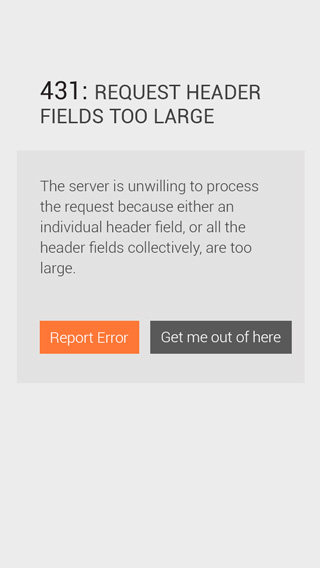 431: REQUEST HEADER
FIELDS TOO LARGE
The server is unwilling to process
the request because either an
individual header field, or all the
header fields collectively, are too
large.
Report Error
Get me out of here